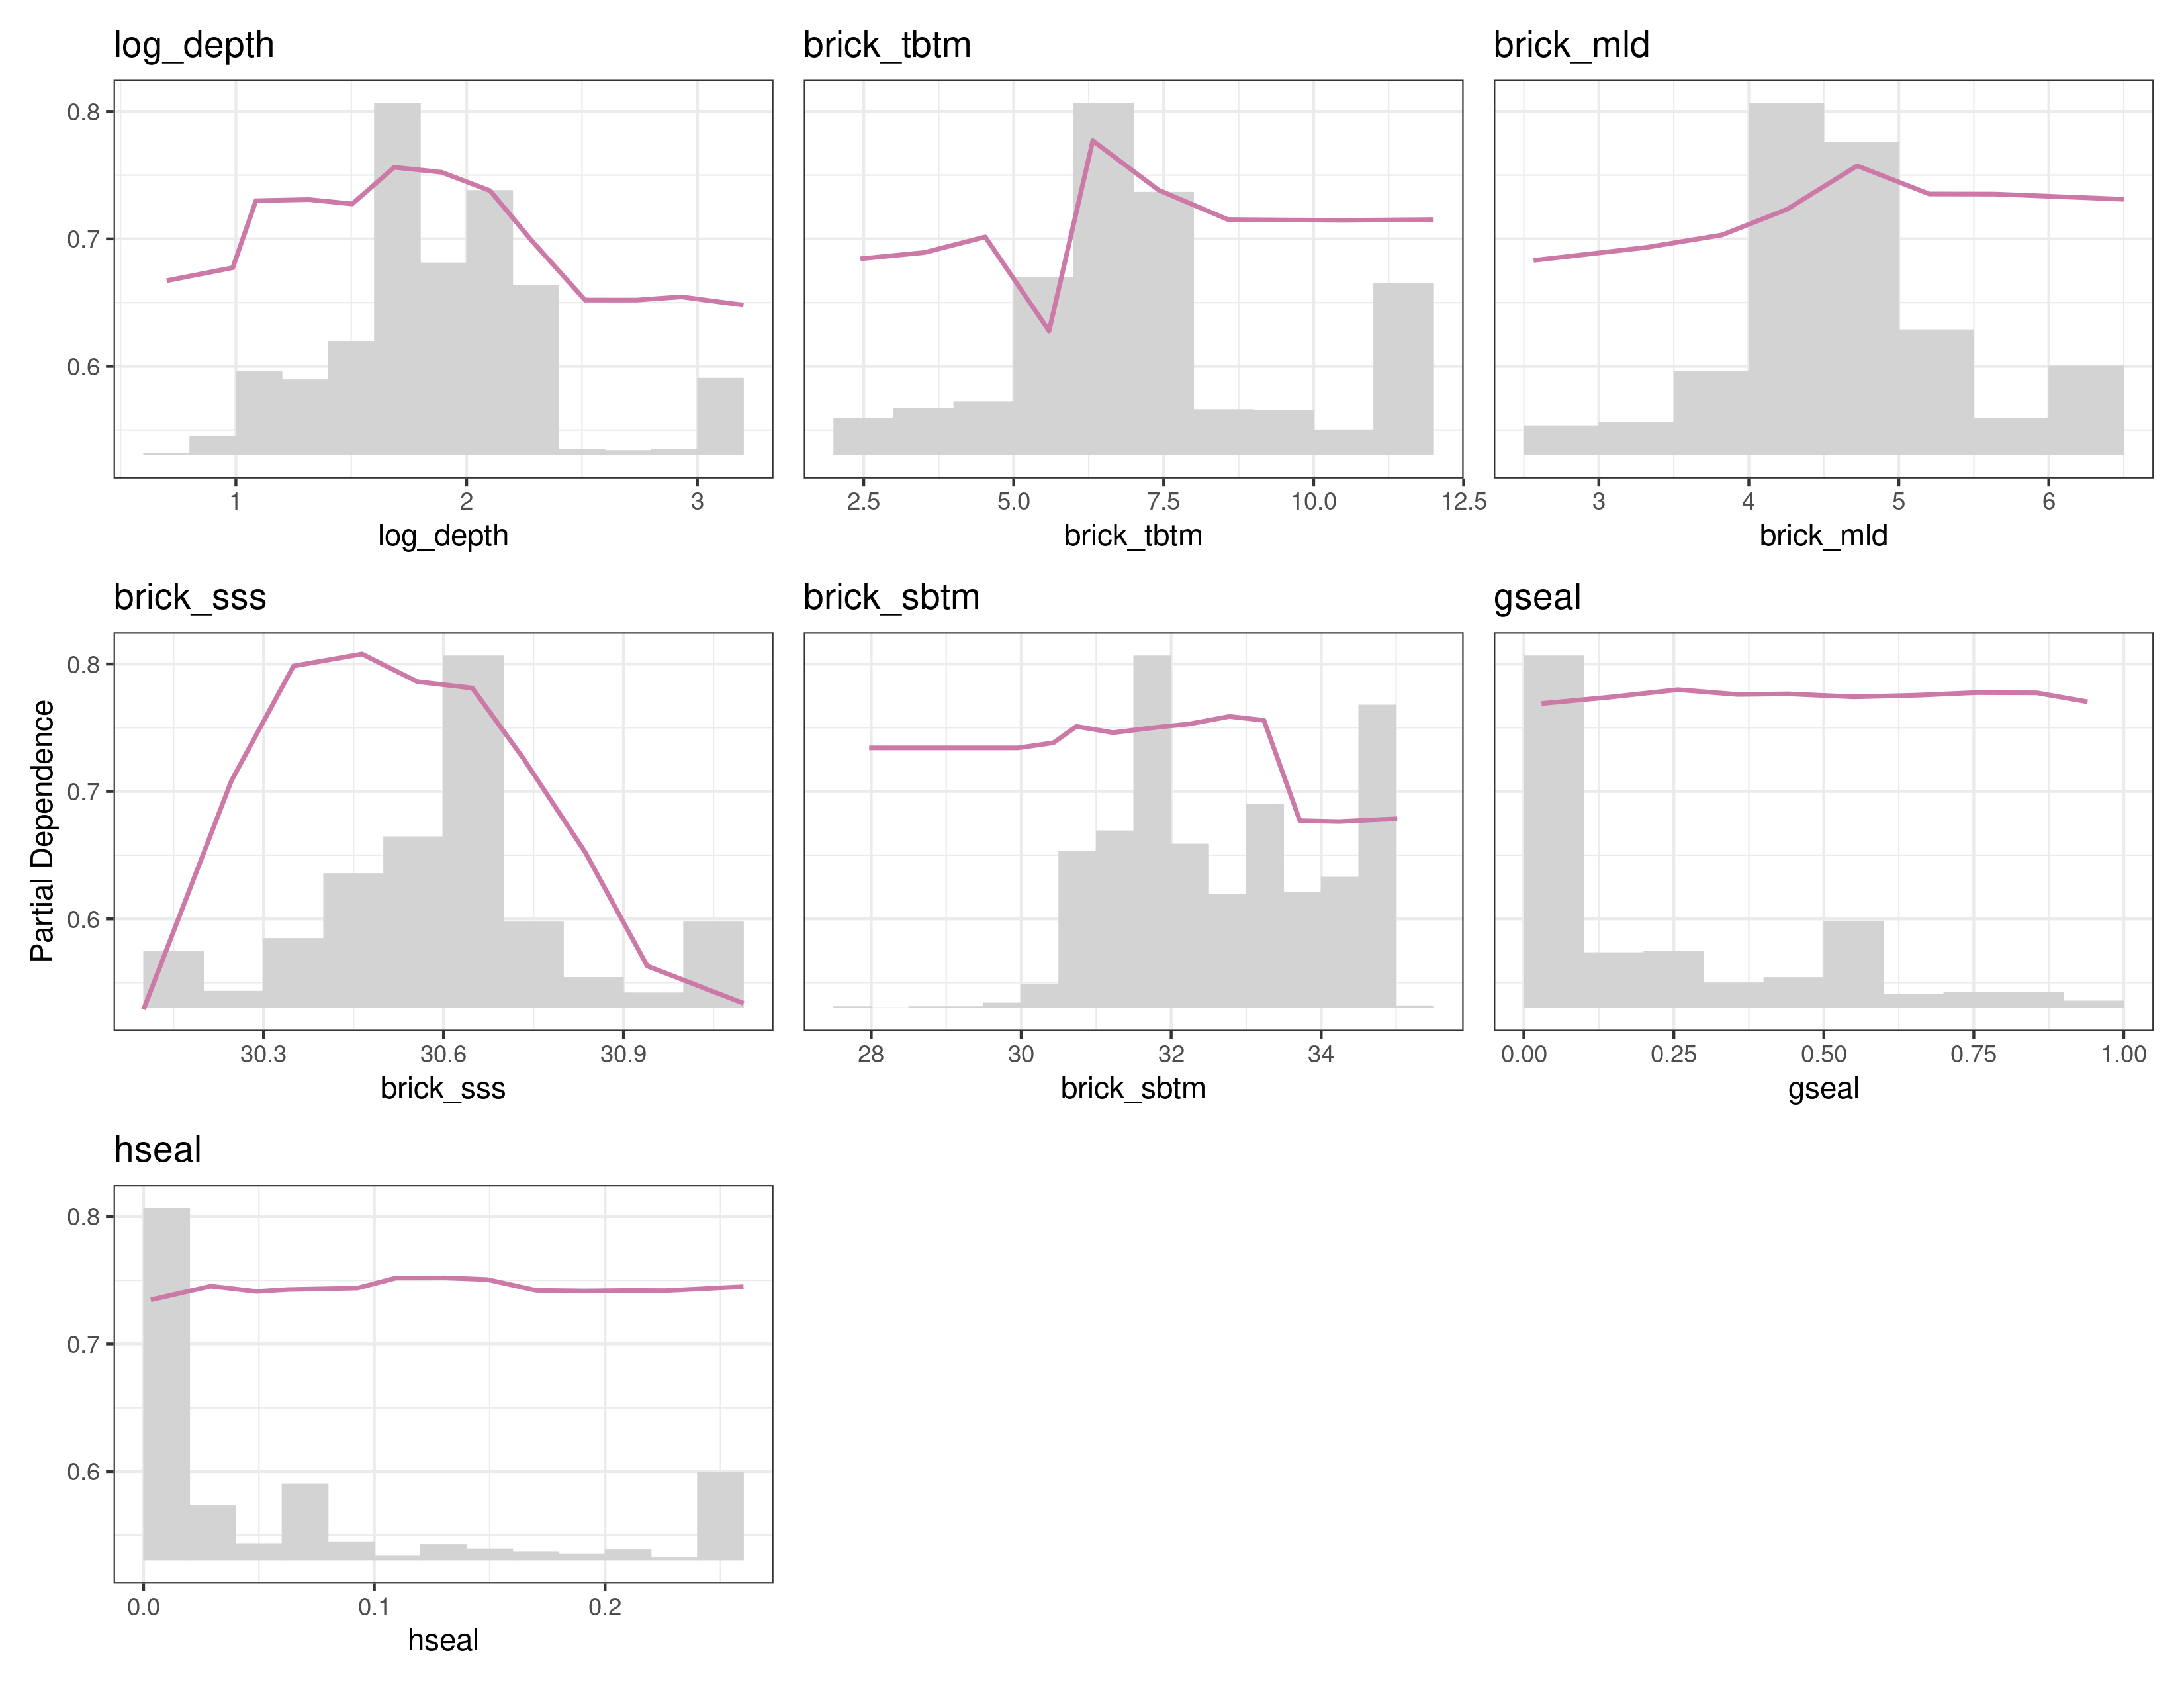 log_depth
brick_tbtm
brick_mld
0.8
0.7
0.6
1 2 3
2.5 5.0 7.5 10.0 12.5
3 4 5 6
log_depth
brick_tbtm
brick_mld
brick_sss
brick_sbtm
gseal
Partial Dependence
0.8
0.7
0.6
30.3 30.6 30.9
28 30 32 34
0.00 0.25 0.50 0.75 1.00
brick_sss
brick_sbtm
gseal
hseal
0.8
0.7
0.6
0.0 0.1 0.2
hseal